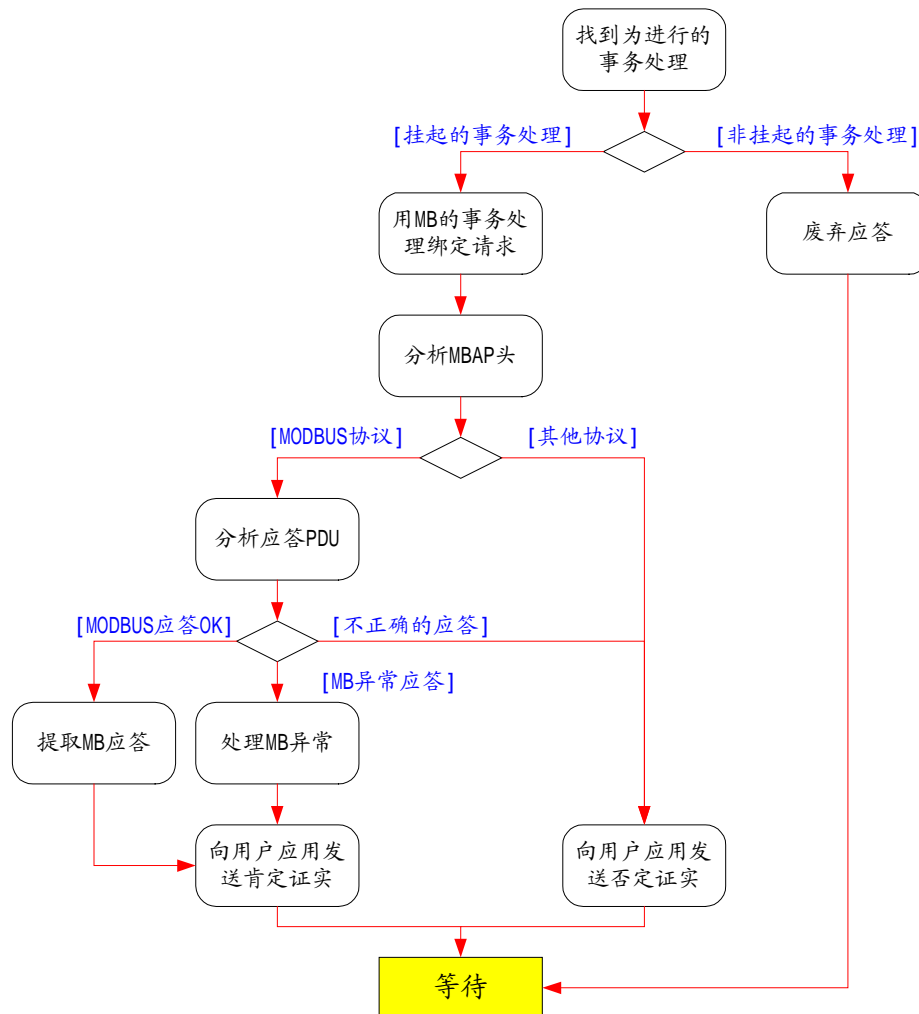 找到为进行的
事务处理
[挂起的事务处理]
[非挂起的事务处理]
用MB的事务处
理绑定请求
废弃应答
分析MBAP头
[MODBUS协议]
[其他协议]
分析应答PDU
[MODBUS应答OK]
[不正确的应答]
[MB异常应答]
提取MB应答
处理MB异常
向用户应用发
送肯定证实
向用户应用发
送否定证实
等待